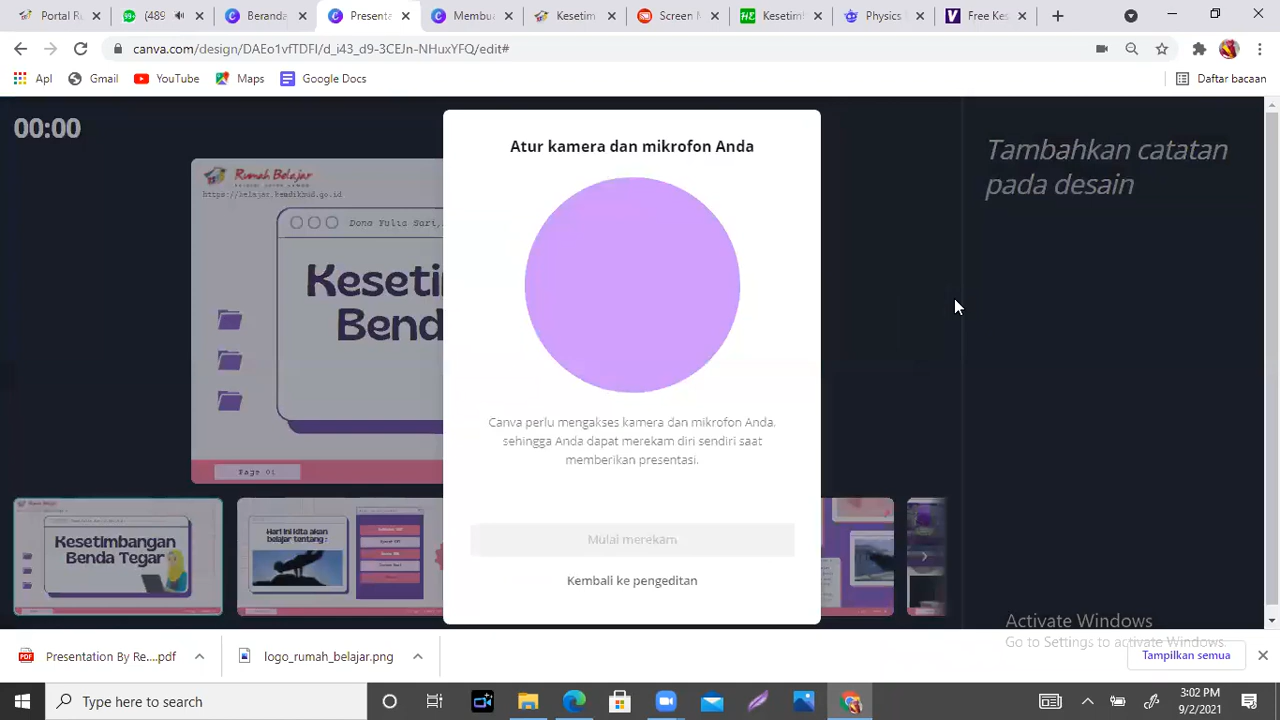 Portal R
(489
Beranda
Presenta
Membua
Kesetim
Screen M
Kesetimb
Physics I
Free Kes
canva.com/design/DAEo1vfTDFI/d_i43_d9-3CEJn-NHuxYFQ/edit#
Apl
Gmail
YouTube
Maps
Google Docs
Daftar bacaan
00:00
Rumah Belajar
https://belajar.kemdikbud.go.id
Dona Yulia Sari,
Keseti
Benda
Page 01
Atur kamera dan mikrofon Anda
Canva perlu mengakses kamera dan mikrofon Anda,
sehingga Anda dapat merekam diri sendiri saat
memberikan presentasi.
Mulai merekam
Kembali ke pengeditan
Tambahkan catatan
pada desain
Kesetimbangan
Benda Tegar
Hari ini kita akan
belajar tentang :
Activate Windows
Go to Settings to activate Windows.
Presentation By Re....pdf
logo_rumah_belajar.png
Tampilkan semua
Type here to search
3:02 PM
9/2/2021